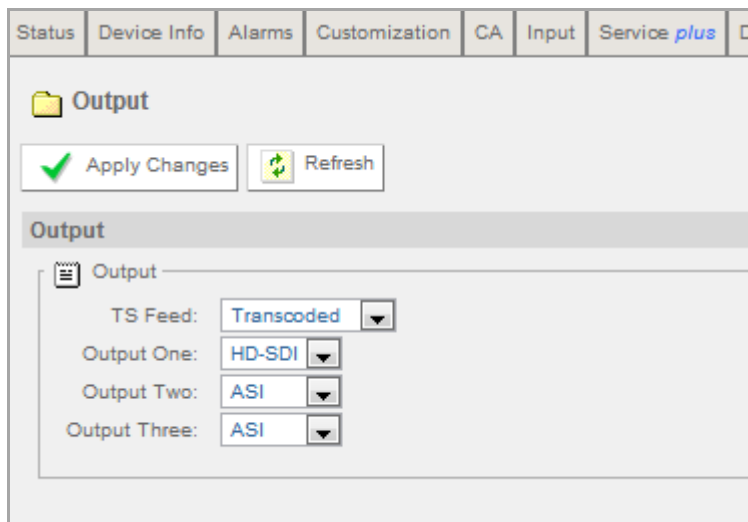 Status Device Info Alarms Customization CA Input Service plus
Output
Apply Changes Refresh
Output
Output
TS Feed: Transcoded
Output One: HD-SDI
Output Two: ASI
Output Three: ASI